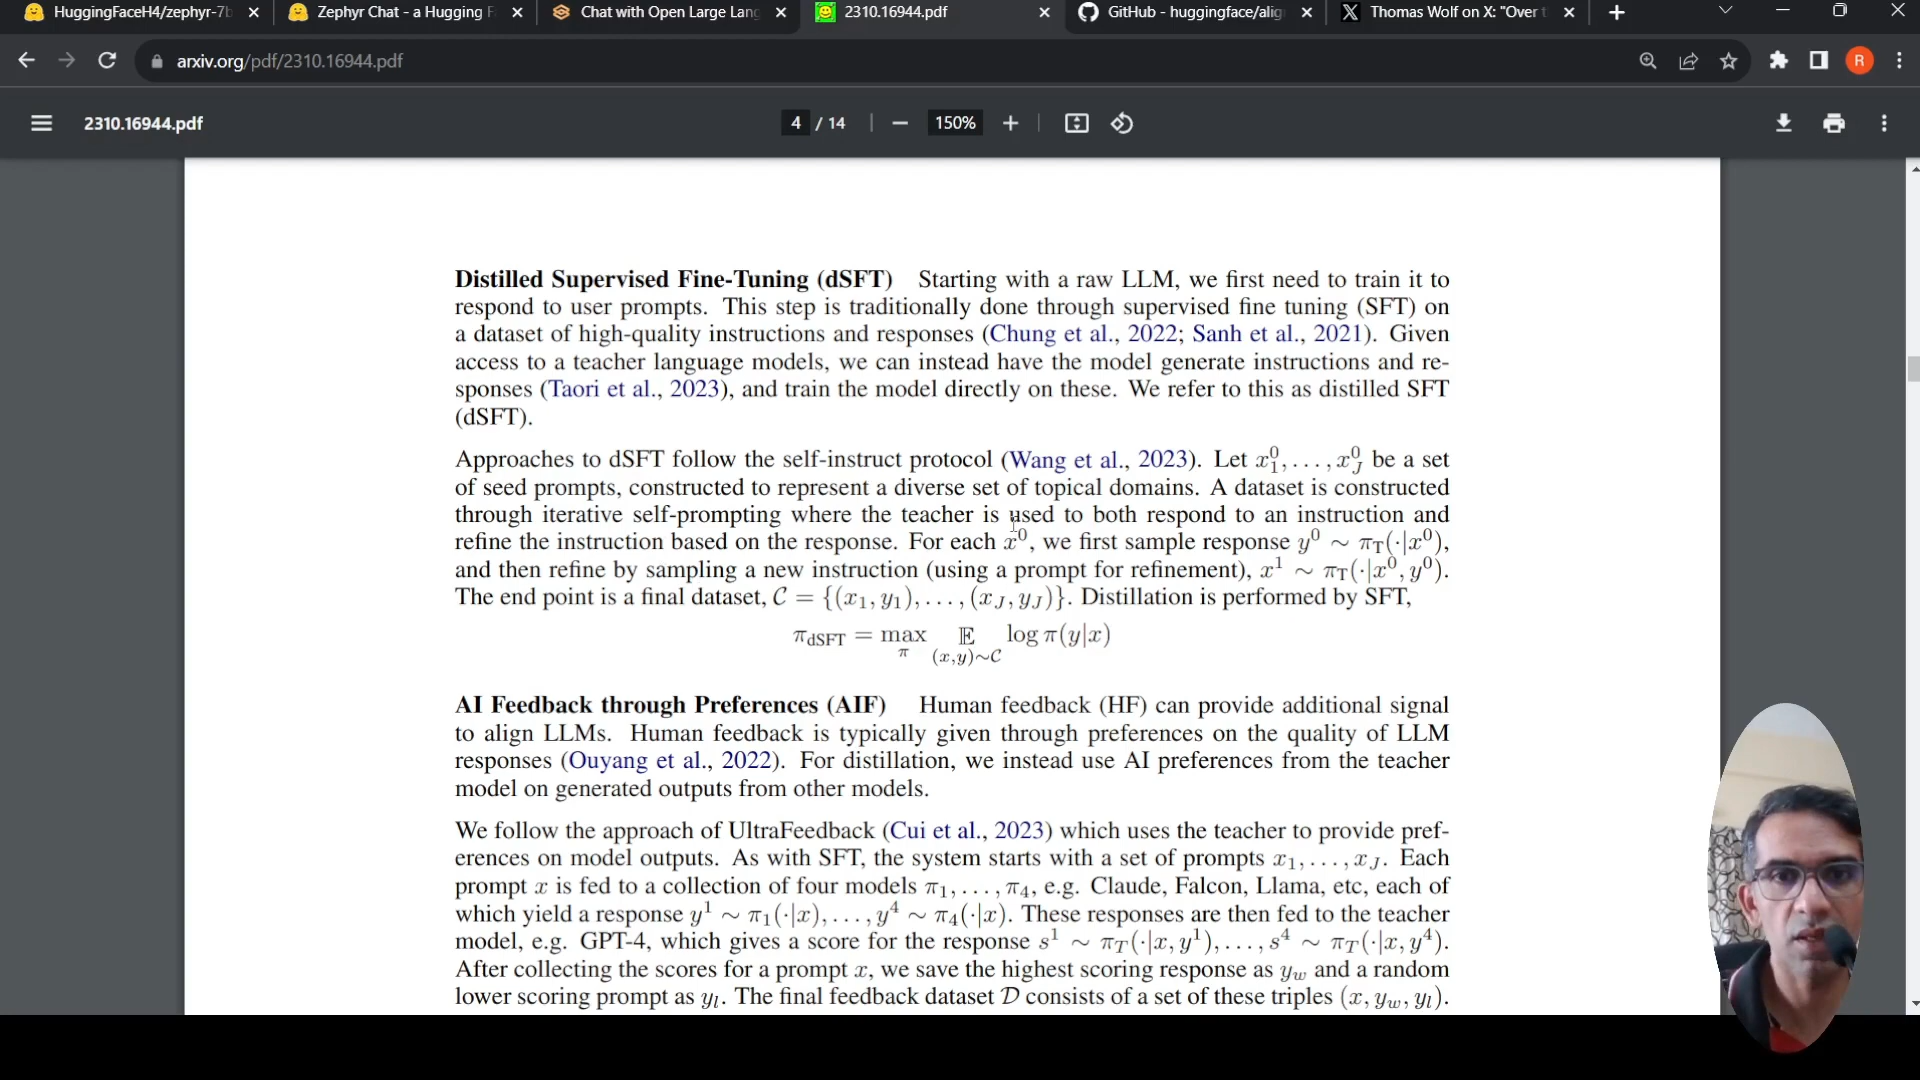 HuggingFaceH4/zephyr-7b
Zephyr Chat - a Hugging F
Chat with Open Large Lang
2310.16944.pdf
GitHub - huggingface/alig
Thomas Wolf on X: "Over t
arxiv.org/pdf/2310.16944.pdf
R
2310.16944.pdf
4 / 14
150%
Distilled Supervised Fine-Tuning (dSFT) Starting with a raw LLM, we first need to train it to
respond to user prompts. This step is traditionally done through supervised fine tuning (SFT) on
a dataset of high-quality instructions and responses (Chung et al., 2022; Sanh et al., 2021). Given
access to a teacher language models, we can instead have the model generate instructions and re-
sponses (Taori et al., 2023), and train the model directly on these. We refer to this as distilled SFT
(dSFT).
Approaches to dSFT follow the self-instruct protocol (Wang et al., 2023). Let x₁⁰, . . . , x_J⁰ be a set
of seed prompts, constructed to represent a diverse set of topical domains. A dataset is constructed
through iterative self-prompting where the teacher is used to both respond to an instruction and
refine the instruction based on the response. For each x⁰, we first sample response y⁰ ∼ π_T(·|x⁰),
and then refine by sampling a new instruction (using a prompt for refinement), x¹ ∼ π_T(·|x⁰, y⁰).
The end point is a final dataset, C = {(x₁, y₁), . . . , (x_J, y_J)}. Distillation is performed by SFT,
π_dSFT = max_π E_(x,y)∼C log π(y|x)
AI Feedback through Preferences (AIF) Human feedback (HF) can provide additional signal
to align LLMs. Human feedback is typically given through preferences on the quality of LLM
responses (Ouyang et al., 2022). For distillation, we instead use AI preferences from the teacher
model on generated outputs from other models.
We follow the approach of UltraFeedback (Cui et al., 2023) which uses the teacher to provide pref-
erences on model outputs. As with SFT, the system starts with a set of prompts x₁, . . . , x_J. Each
prompt x is fed to a collection of four models π₁, . . . , π₄, e.g. Claude, Falcon, Llama, etc, each of
which yield a response y¹ ∼ π₁(·|x), . . . , y⁴ ∼ π₄(·|x). These responses are then fed to the teacher
model, e.g. GPT-4, which gives a score for the response s¹ ∼ π_T(·|x, y¹), . . . , s⁴ ∼ π_T(·|x, y⁴).
After collecting the scores for a prompt x, we save the highest scoring response as y_w and a random
lower scoring prompt as y_l. The final feedback dataset D consists of a set of these triples (x, y_w, y_l).